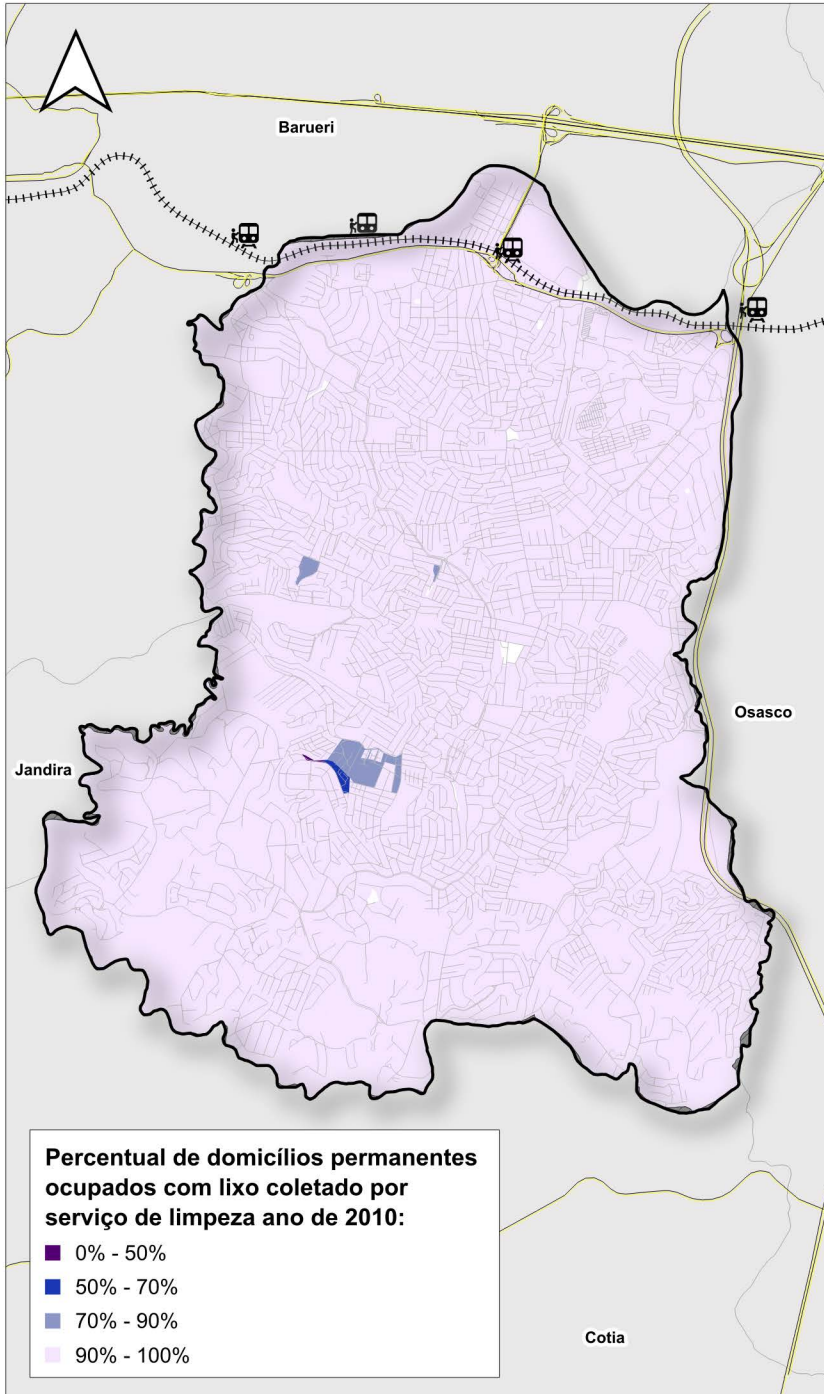 Barueri
Osasco
Jandira
Percentual de domicílios permanentes
ocupados com lixo coletado por
serviço de limpeza ano de 2010:
0% - 50%
50% - 70%
70% - 90%
90% - 100%
Cotia